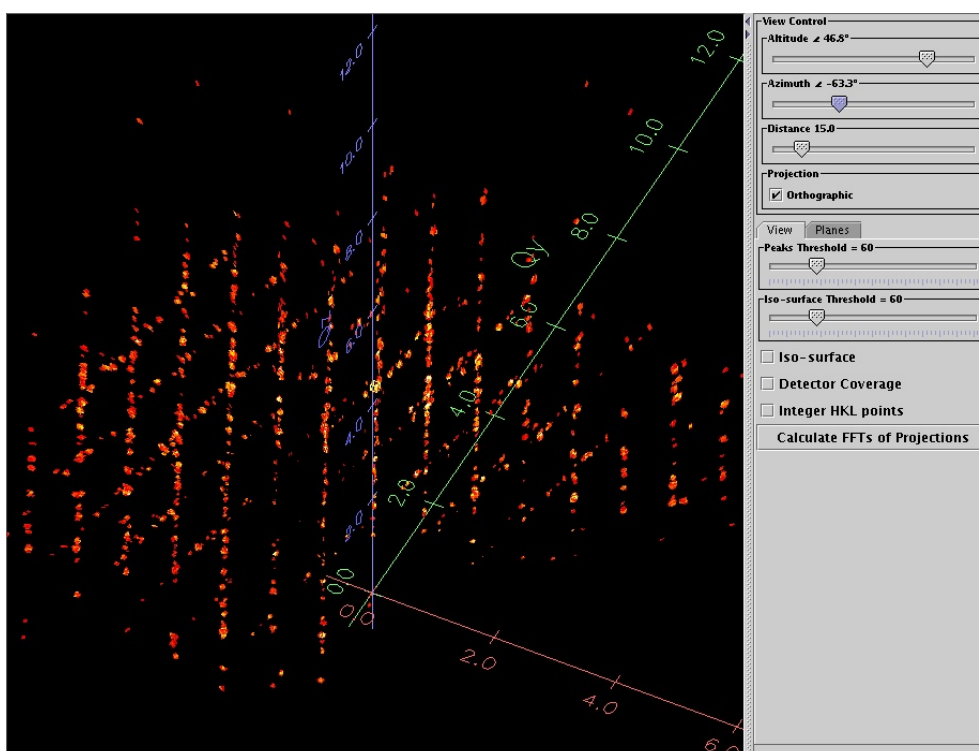 View Control
Altitude ∡ 46.8°
Azimuth ∡ -63.3°
Distance 15.0
Projection
Orthographic
View
Planes
Peaks Threshold = 60
Iso-surface Threshold = 60
Iso-surface
Detector Coverage
Integer HKL points
Calculate FFTs of Projections
12.0
10.0
8.0
6.0
4.0
2.0
12.0
10.0
8.0
Qy
6.0
4.0
2.0
0.0
0.0
2.0
4.0
6.0